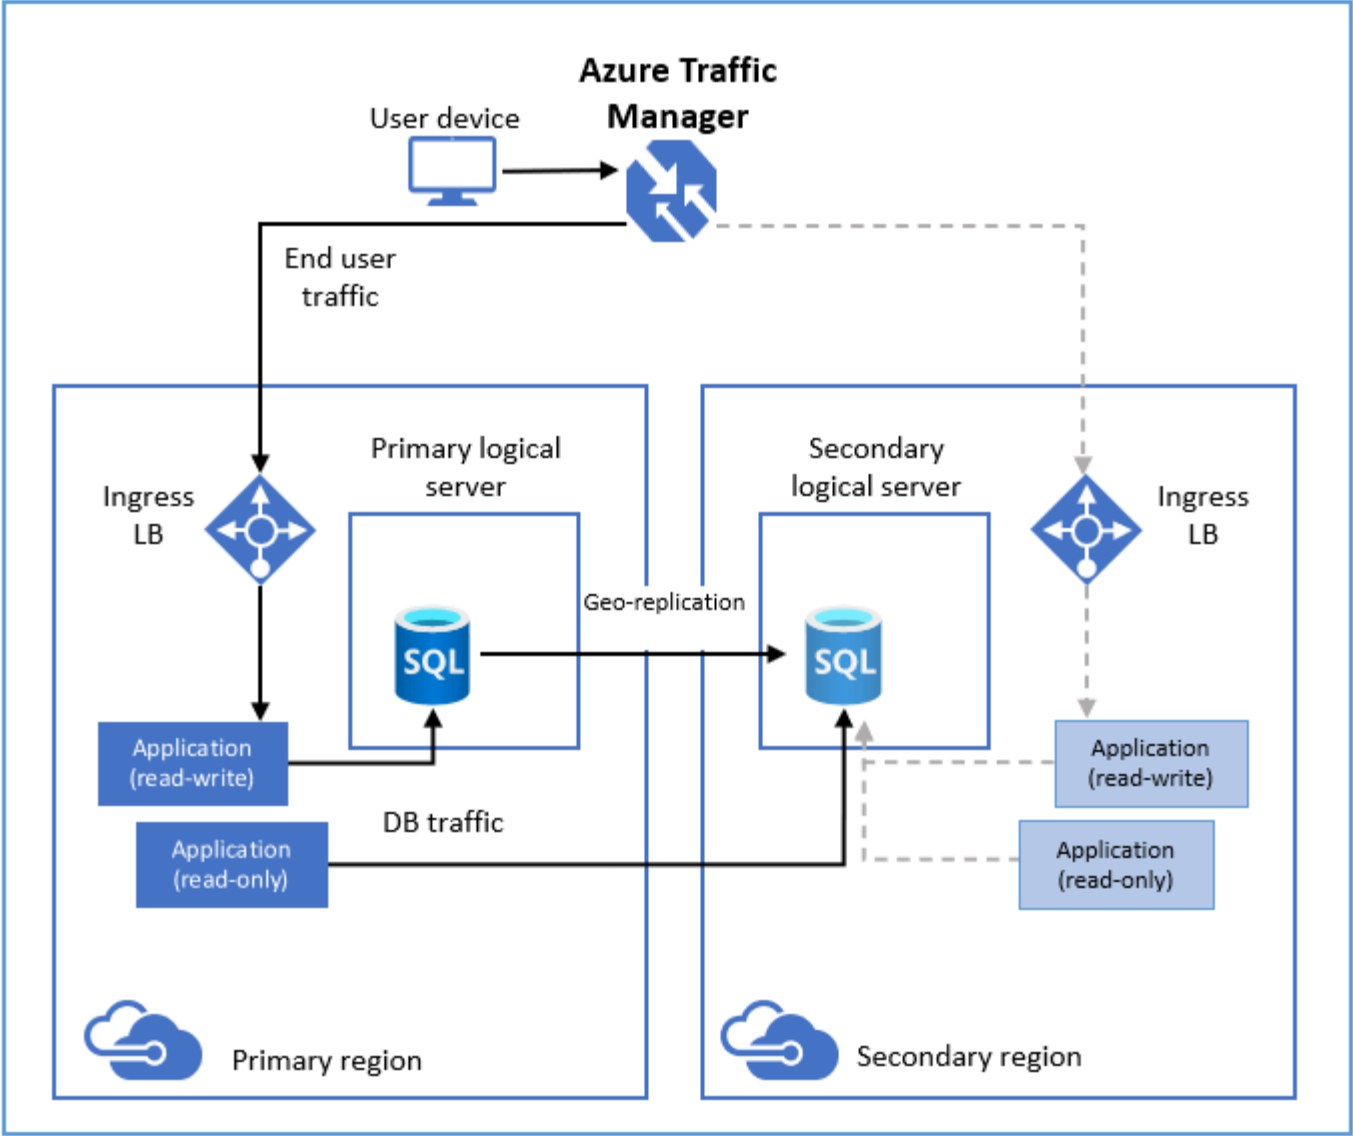 Azure Traffic
Manager
User device
End user
traffic
Primary logical
server
Ingress
LB
SQL
Application
(read-write)
Application
(read-only)
DB traffic
Primary region
Geo-replication
Secondary
logical server
SQL
Ingress
LB
Application
(read-write)
Application
(read-only)
Secondary region